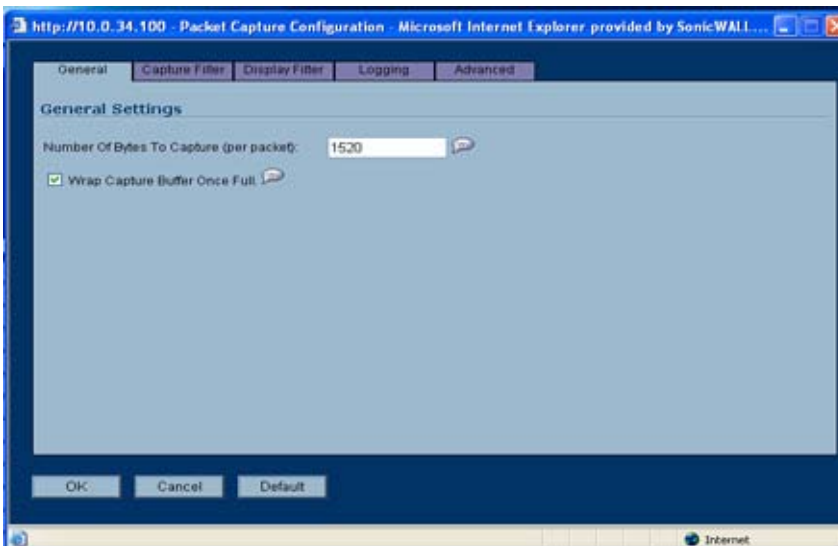 http://10.0.34.100 - Packet Capture Configuration - Microsoft Internet Explorer provided by SonicWALL....
General Capture Filter Display Filter Logging Advanced
General Settings
Number Of Bytes To Capture (per packet): 1520
Wrap Capture Buffer Once Full
OK Cancel Default
Internet